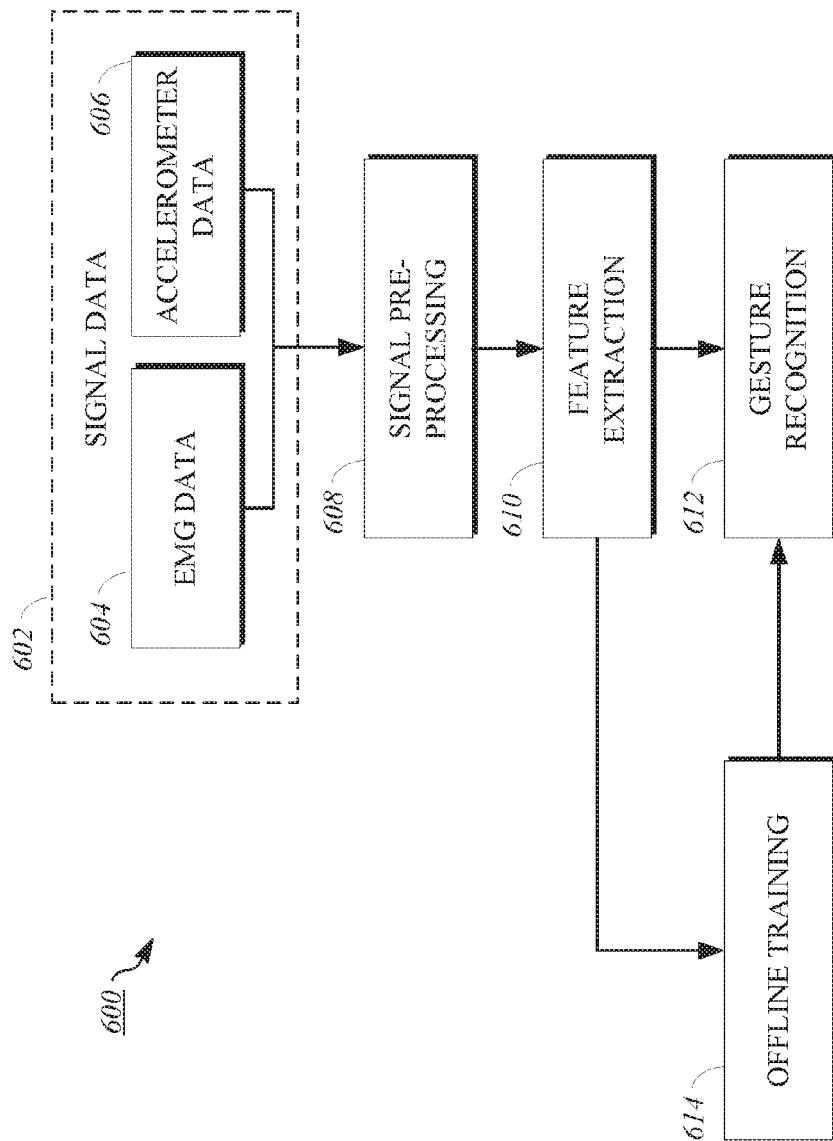 600
602
SIGNAL DATA
604
EMG DATA
606
ACCELEROMETER
DATA
608
SIGNAL PRE-
PROCESSING
610
FEATURE
EXTRACTION
612
GESTURE
RECOGNITION
614
OFFLINE TRAINING